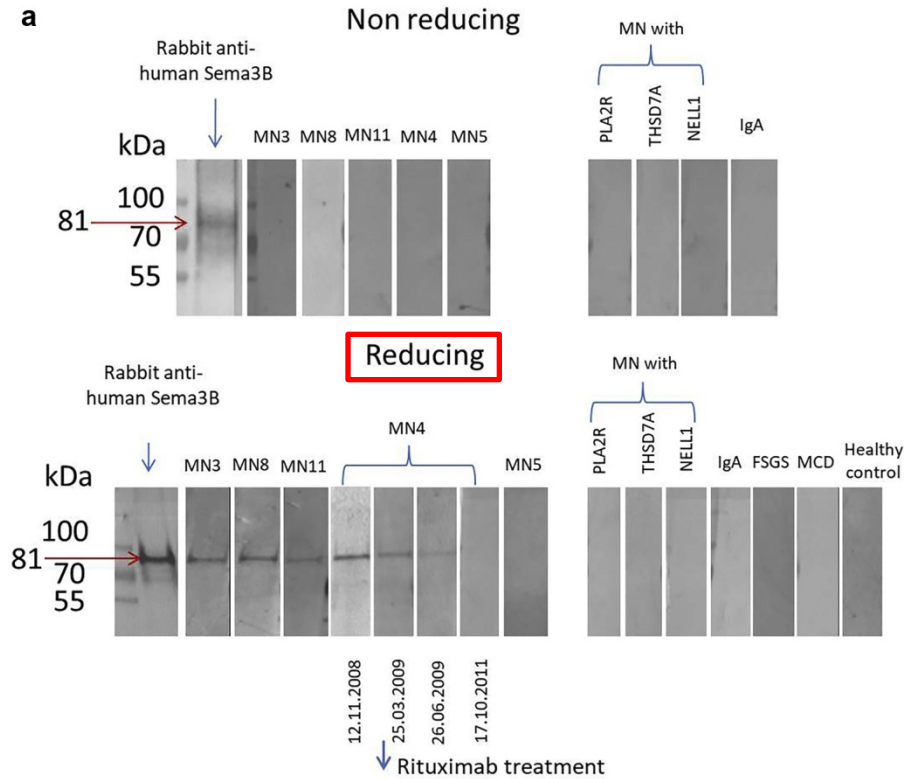 a
Non reducing
Rabbit anti-
human Sema3B
MN with
PLA2R
THSD7A
NELL1
IgA
MN3
MN8
MN11
MN4
MN5
kDa
100
81
70
55
Reducing
Rabbit anti-
human Sema3B
MN with
PLA2R
THSD7A
NELL1
IgA
FSGS
MCD
Healthy
control
MN4
MN3
MN8
MN11
MN5
kDa
100
81
70
55
12.11.2008
25.03.2009
26.06.2009
17.10.2011
Rituximab treatment